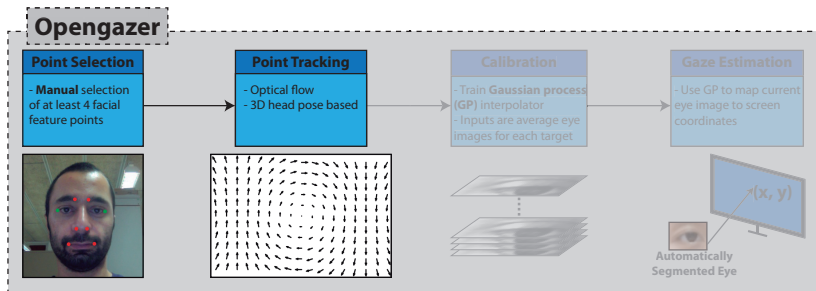 Opengazer
Point Selection
- Manual selection
of at least 4 facial
feature points
Point Tracking
- Optical flow
- 3D head pose based
Calibration
- Train Gaussian process
(GP) interpolator
- Inputs are average eye
images for each target
Gaze Estimation
- Use GP to map current
eye image to screen
coordinates
(x, y)
Automatically
Segmented Eye